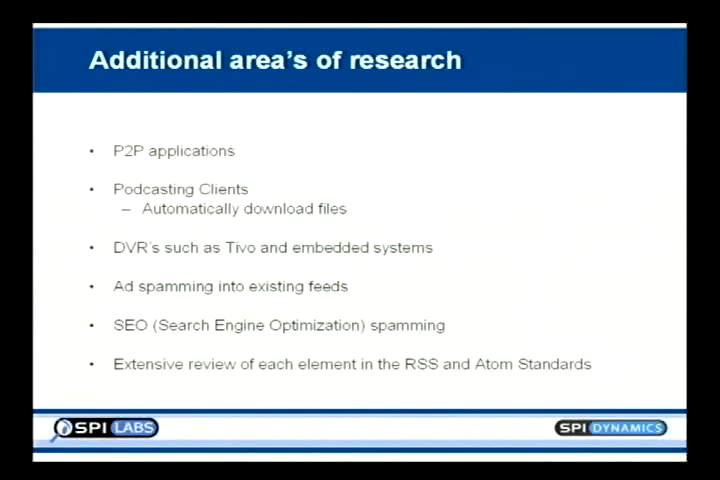 Additional area's of research
• P2P applications
• Podcasting Clients
– Automatically download files
• DVR's such as Tivo and embedded systems
• Ad spamming into existing feeds
• SEO (Search Engine Optimization) spamming
• Extensive review of each element in the RSS and Atom Standards
SPI LABS
SPI DYNAMICS